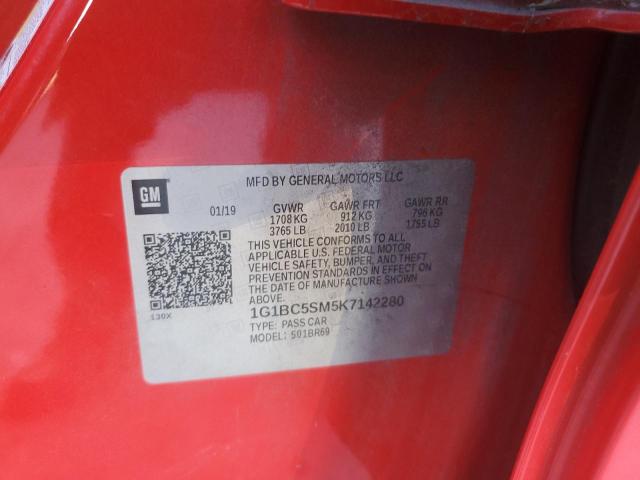 GM
MFD BY GENERAL MOTORS LLC
01/19 GVWR GAWR FRT GAWR RR
1708 KG 912 KG 796 KG
3765 LB 2010 LB 1755 LB
THIS VEHICLE CONFORMS TO ALL
APPLICABLE U.S. FEDERAL MOTOR
VEHICLE SAFETY, BUMPER, AND THEFT
PREVENTION STANDARDS IN EFFECT ON
THE DATE OF MANUFACTURE SHOWN
ABOVE.
1G1BC5SM5K7142280
130X
TYPE: PASS CAR
MODEL: S01BR69